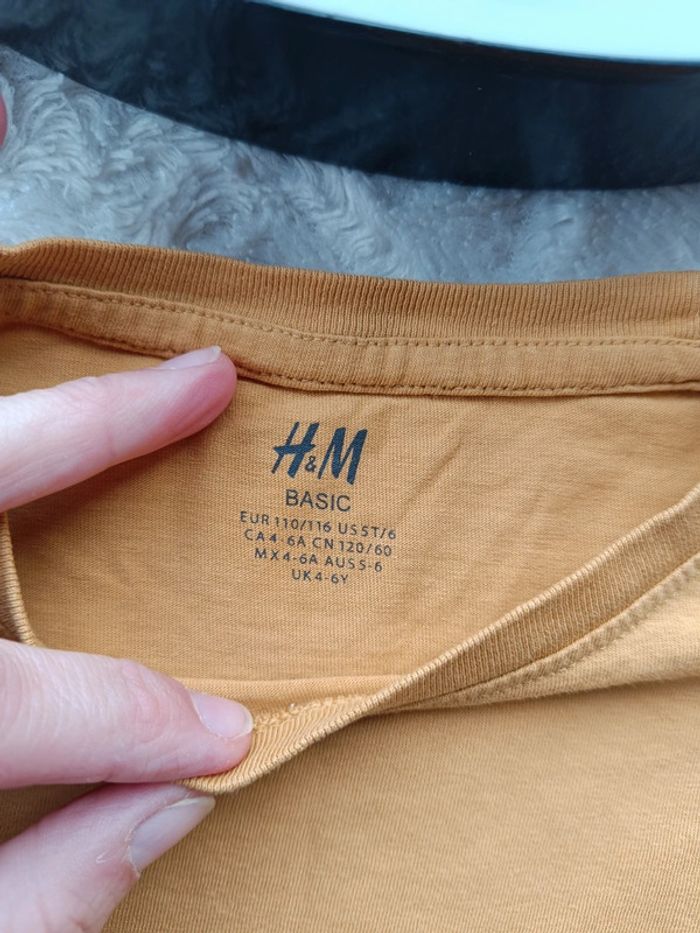 H&M
BASIC
EUR 110/116 US 5T/6
CA 4-6A CN 120/60
MX 4-6A AUS 5-6
UK 4-6Y